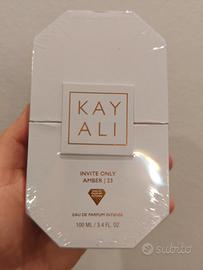 KAY
ALI
INVITE ONLY
AMBER | 23
EAU DE PARFUM INTENSE
100 ML / 3.4 FL. OZ
subito